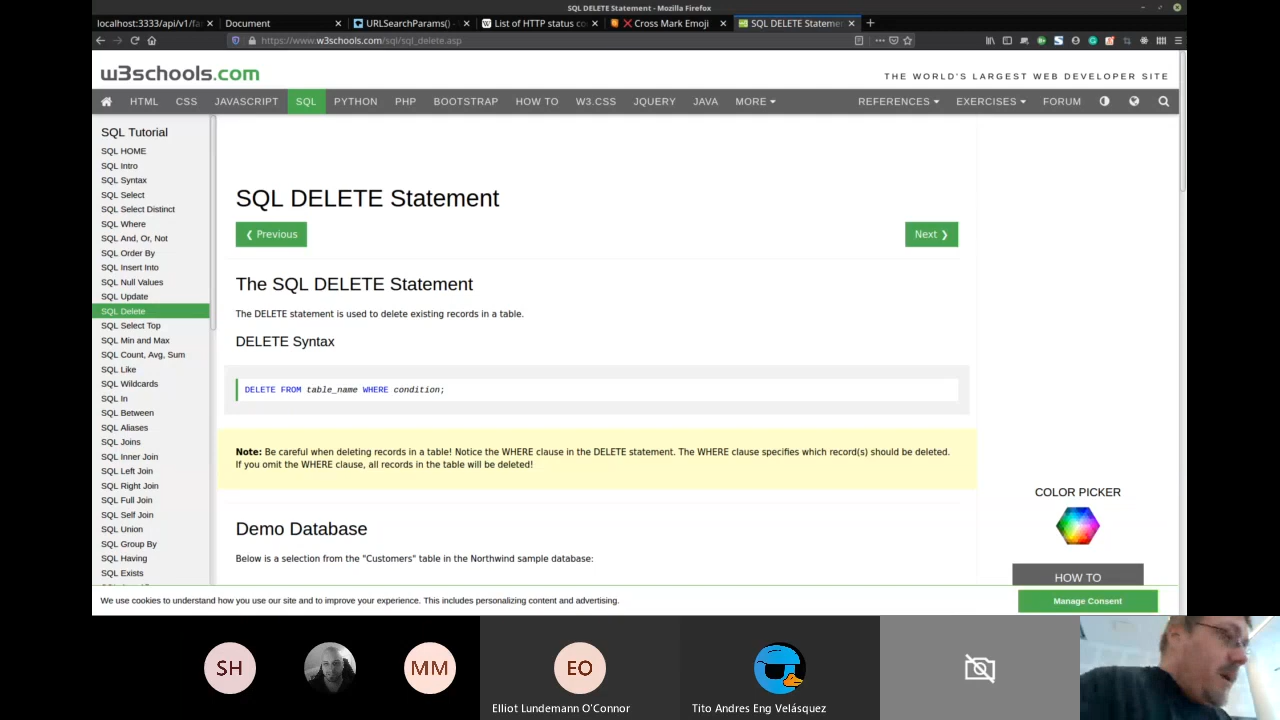 SQL DELETE Statement - Mozilla Firefox
localhost:3333/api/v1/fa
Document
URLSearchParams() -
List of HTTP status co
Cross Mark Emoji
SQL DELETE Statemen
https://www.w3schools.com/sql/sql_delete.asp
w3schools.com
THE WORLD'S LARGEST WEB DEVELOPER SITE
HTML CSS JAVASCRIPT SQL PYTHON PHP BOOTSTRAP HOW TO W3.CSS JQUERY JAVA MORE REFERENCES EXERCISES FORUM
SQL Tutorial
SQL HOME
SQL Intro
SQL Syntax
SQL Select
SQL Select Distinct
SQL Where
SQL And, Or, Not
SQL Order By
SQL Insert Into
SQL Null Values
SQL Update
SQL Delete
SQL Select Top
SQL Min and Max
SQL Count, Avg, Sum
SQL Like
SQL Wildcards
SQL In
SQL Between
SQL Aliases
SQL Joins
SQL Inner Join
SQL Left Join
SQL Right Join
SQL Full Join
SQL Self Join
SQL Union
SQL Group By
SQL Having
SQL Exists
SQL DELETE Statement
❮ Previous
Next ❯
The SQL DELETE Statement
The DELETE statement is used to delete existing records in a table.
DELETE Syntax
DELETE FROM table_name WHERE condition;
Note: Be careful when deleting records in a table! Notice the WHERE clause in the DELETE statement. The WHERE clause specifies which record(s) should be deleted.
If you omit the WHERE clause, all records in the table will be deleted!
Demo Database
Below is a selection from the "Customers" table in the Northwind sample database:
COLOR PICKER
HOW TO
We use cookies to understand how you use our site and to improve your experience. This includes personalizing content and advertising.
Manage Consent
SH
MM
EO
Elliot Lundemann O'Connor
Tito Andres Eng Velásquez